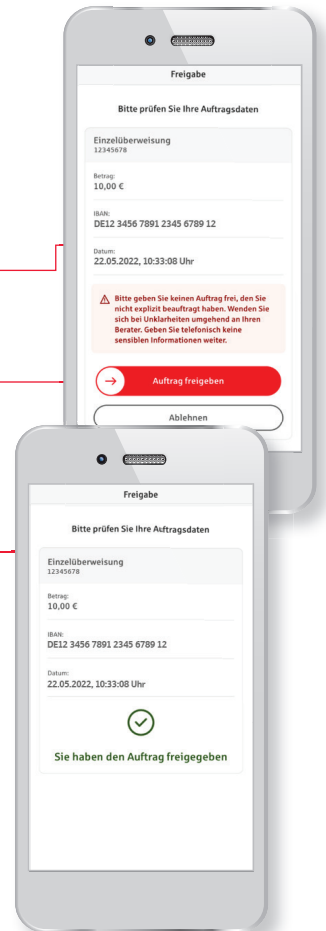 Freigabe
Bitte prüfen Sie Ihre Auftragsdaten
Einzelüberweisung
12345678
Betrag:
10,00 €
IBAN:
DE12 3456 7891 2345 6789 12
Datum:
22.05.2022, 10:33:08 Uhr
Bitte geben Sie keinen Auftrag frei, den Sie
nicht explizit beauftragt haben. Wenden Sie
sich bei Unklarheiten umgehend an Ihren
Berater. Geben Sie telefonisch keine
sensiblen Informationen weiter.
Auftrag freigeben
Ablehnen
Freigabe
Bitte prüfen Sie Ihre Auftragsdaten
Einzelüberweisung
12345678
Betrag:
10,00 €
IBAN:
DE12 3456 7891 2345 6789 12
Datum:
22.05.2022, 10:33:08 Uhr
Sie haben den Auftrag freigegeben